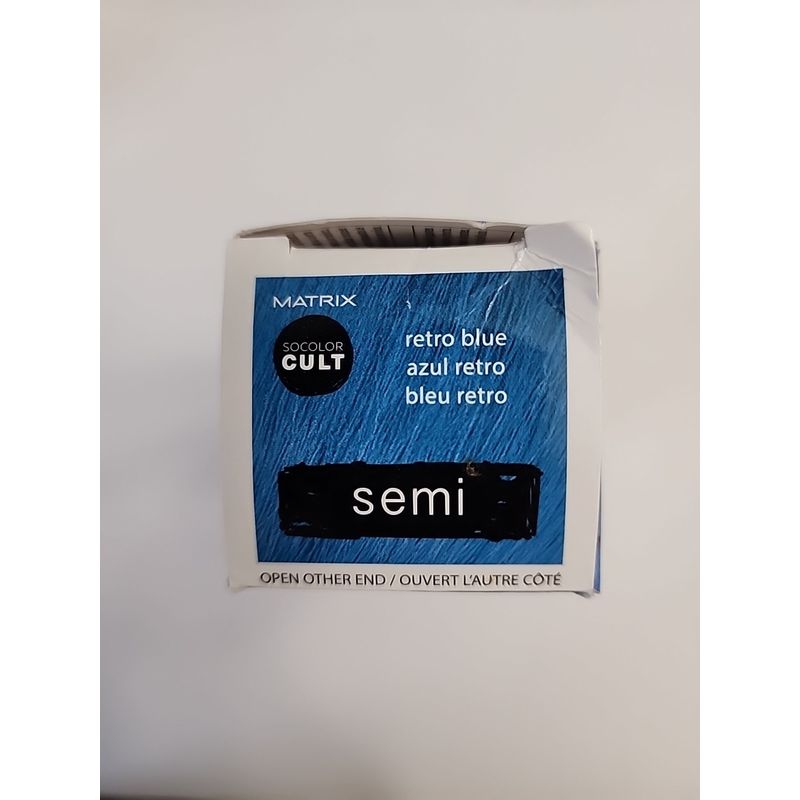 MATRIX
SOCOLOR
CULT
retro blue
azul retro
bleu retro
semi
OPEN OTHER END / OUVERT L'AUTRE CÔTÉ